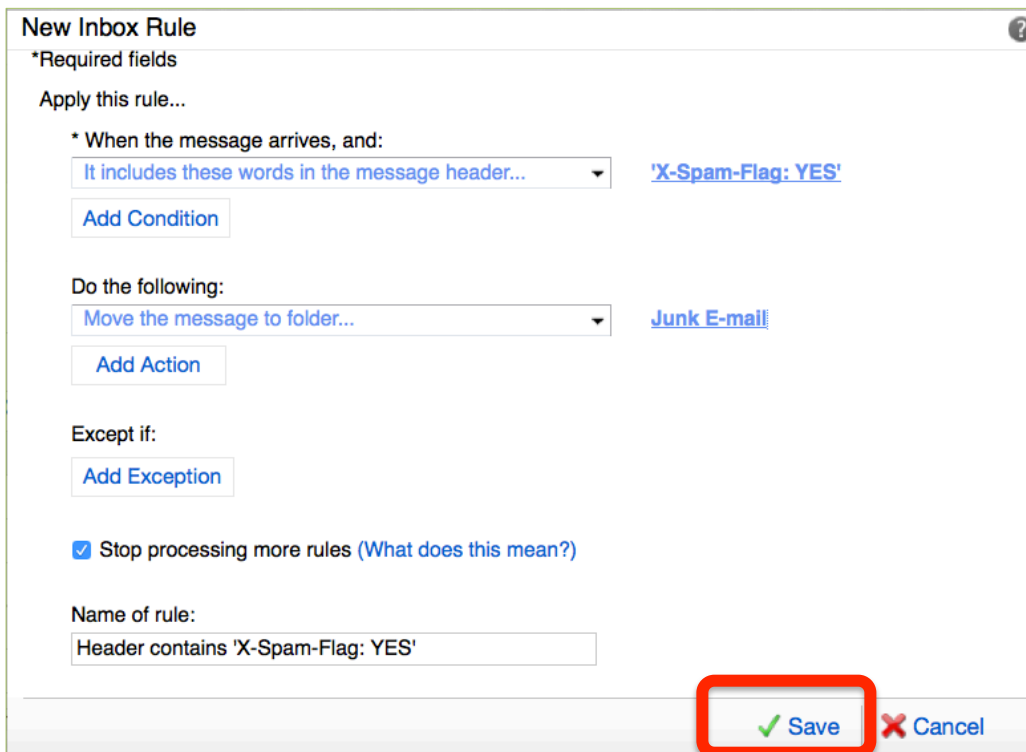 New Inbox Rule
?
*Required fields
Apply this rule...
* When the message arrives, and:
It includes these words in the message header... 'X-Spam-Flag: YES'
Add Condition
Do the following:
Move the message to folder... Junk E-mail
Add Action
Except if:
Add Exception
Stop processing more rules (What does this mean?)
Name of rule:
Header contains 'X-Spam-Flag: YES'
Save Cancel